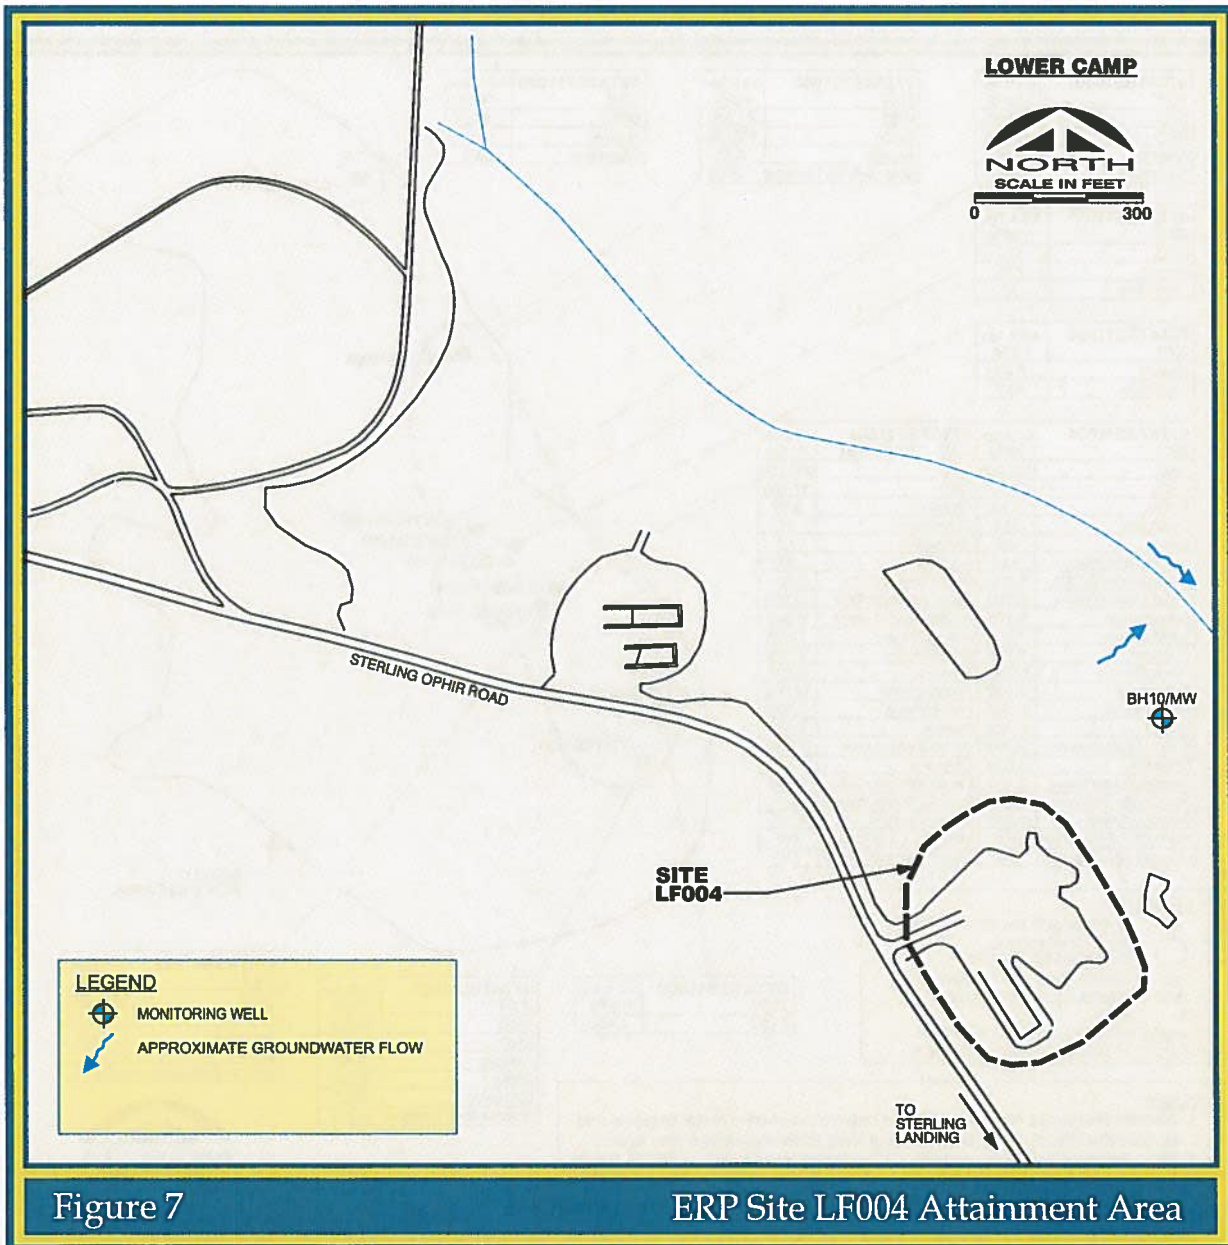 LOWER CAMP
NORTH
SCALE IN FEET
0 300
STERLING OPHIR ROAD
BH10/MW
SITE
LF004
LEGEND
MONITORING WELL
APPROXIMATE GROUNDWATER FLOW
TO
STERLING
LANDING
Figure 7
ERP Site LF004 Attainment Area